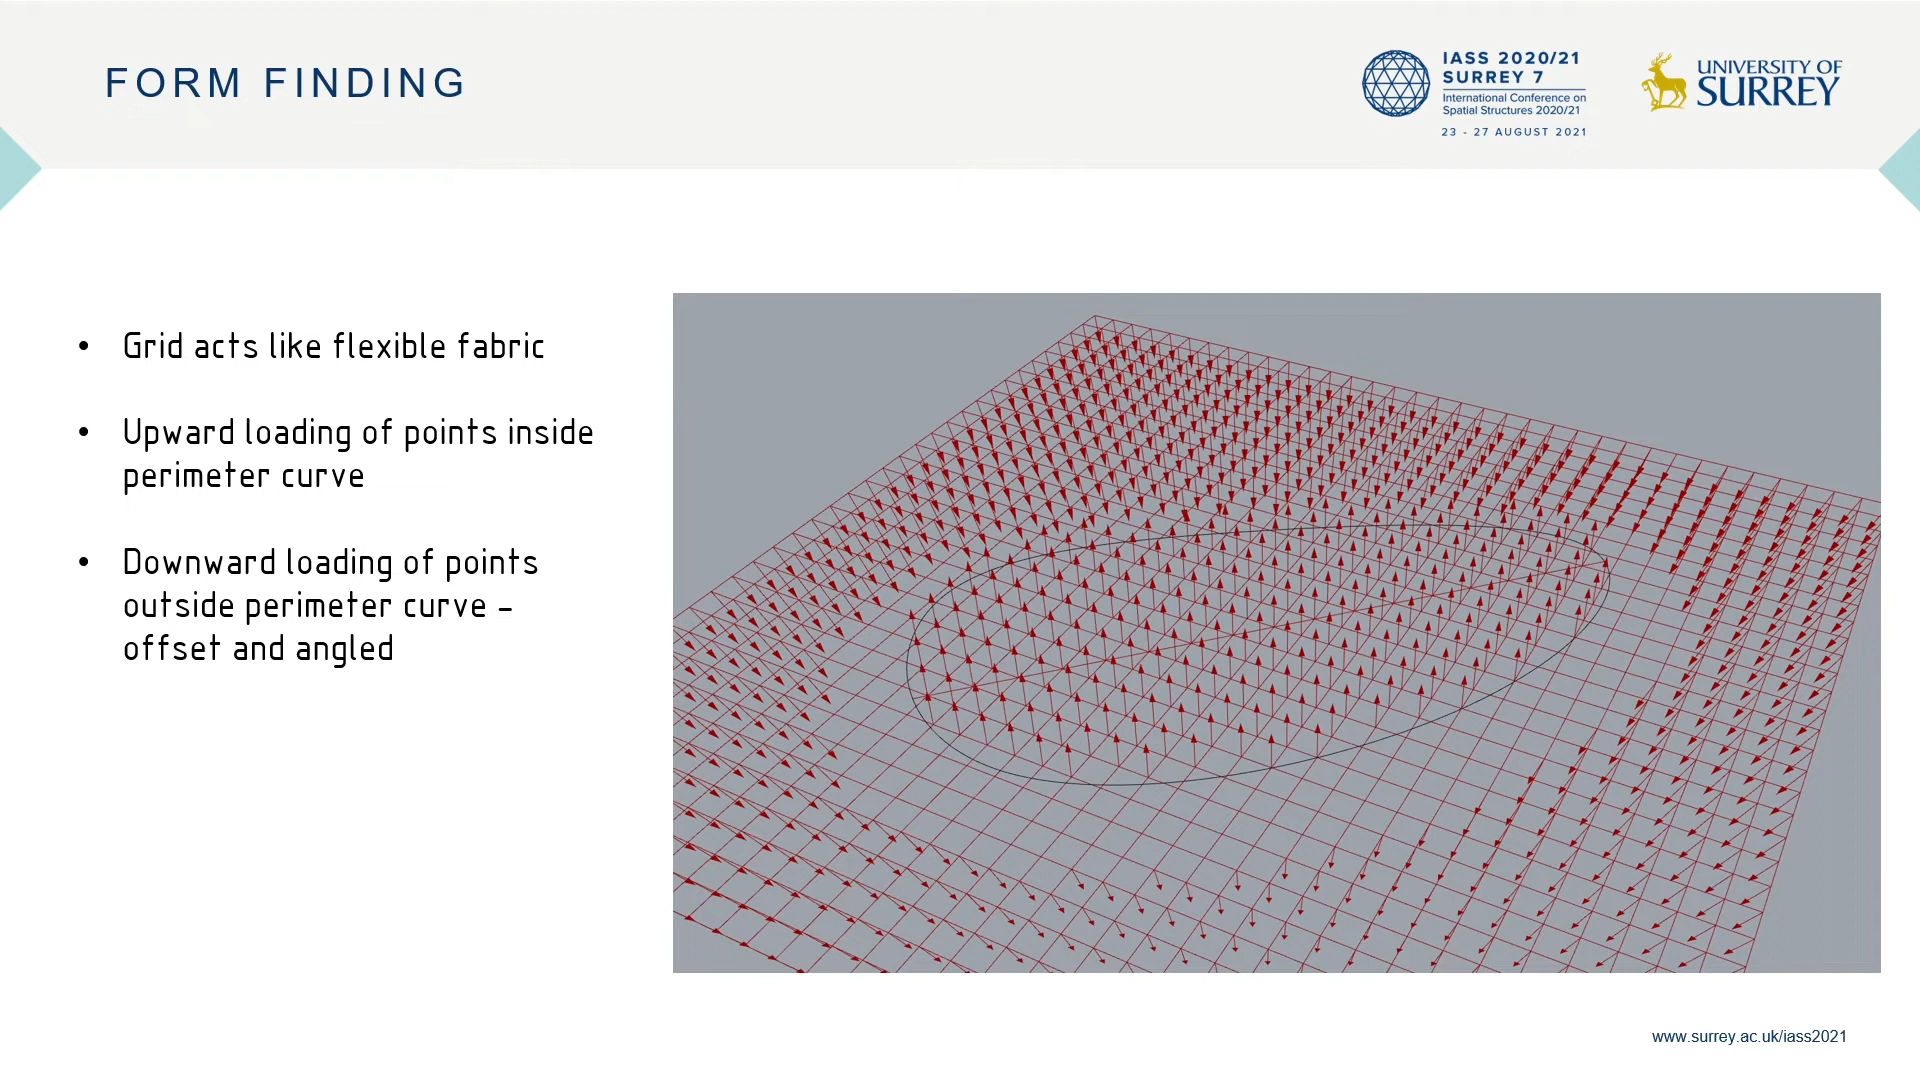 FORM FINDING
IASS 2020/21
SURREY 7
International Conference on
Spatial Structures 2020/21
23 - 27 AUGUST 2021
UNIVERSITY OF
SURREY
• Grid acts like flexible fabric
• Upward loading of points inside
perimeter curve
• Downward loading of points
outside perimeter curve –
offset and angled
www.surrey.ac.uk/iass2021